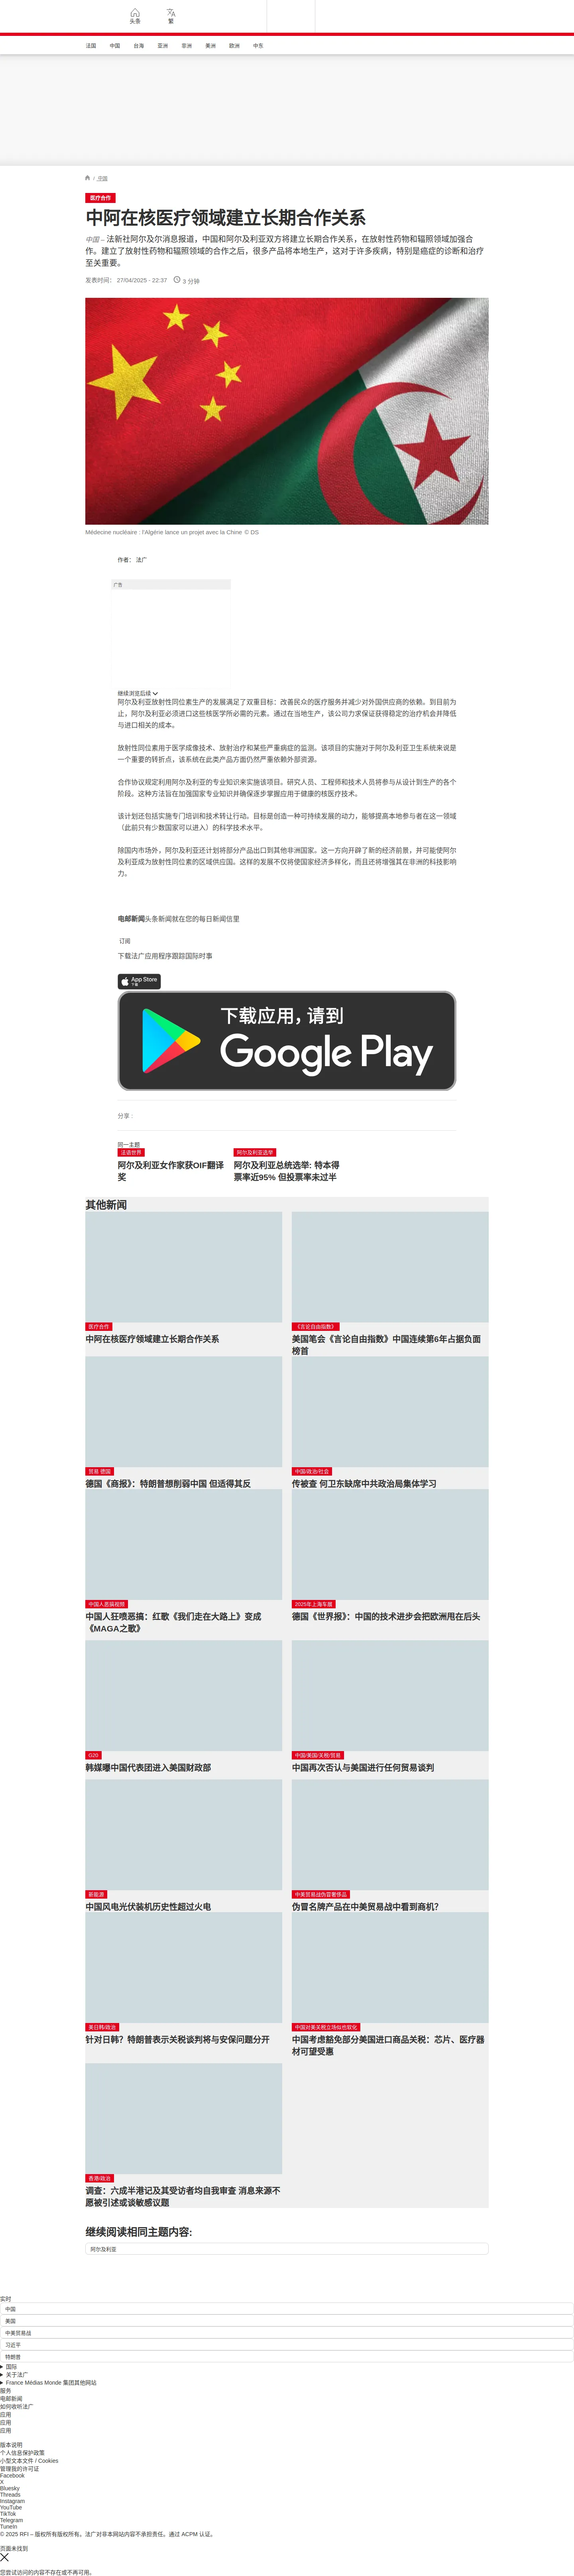 头条
繁
法国 中国 台海 亚洲 非洲 美洲 欧洲 中东
/ 中国
医疗合作
中阿在核医疗领域建立长期合作关系
中国 – 法新社阿尔及尔消息报道，中国和阿尔及利亚双方将建立长期合作关系，在放射性药物和辐照领域加强合
作。建立了放射性药物和辐照领域的合作之后，很多产品将本地生产，这对于许多疾病，特别是癌症的诊断和治疗
至关重要。
发表时间： 27/04/2025 - 22:37 3 分钟
Médecine nucléaire : l'Algérie lance un projet avec la Chine © DS
作者： 法广
广告
继续浏览后续
阿尔及利亚放射性同位素生产的发展满足了双重目标：改善民众的医疗服务并减少对外国供应商的依赖。到目前为
止，阿尔及利亚必须进口这些核医学所必需的元素。通过在当地生产，该公司力求保证获得稳定的治疗机会并降低
与进口相关的成本。
放射性同位素用于医学成像技术、放射治疗和某些严重病症的监测。该项目的实施对于阿尔及利亚卫生系统来说是
一个重要的转折点，该系统在此类产品方面仍然严重依赖外部资源。
合作协议规定利用阿尔及利亚的专业知识来实施该项目。研究人员、工程师和技术人员将参与从设计到生产的各个
阶段。这种方法旨在加强国家专业知识并确保逐步掌握应用于健康的核医疗技术。
该计划还包括实施专门培训和技术转让行动。目标是创造一种可持续发展的动力，能够提高本地参与者在这一领域
（此前只有少数国家可以进入）的科学技术水平。
除国内市场外，阿尔及利亚还计划将部分产品出口到其他非洲国家。这一方向开辟了新的经济前景，并可能使阿尔
及利亚成为放射性同位素的区域供应国。这样的发展不仅将使国家经济多样化，而且还将增强其在非洲的科技影响
力。
电邮新闻头条新闻就在您的每日新闻信里
订阅
下载法广应用程序跟踪国际时事
App Store
下载
下载应用，请到
Google Play
分享 :
同一主题
法语世界
阿尔及利亚女作家获OIF翻译
奖
阿尔及利亚选举
阿尔及利亚总统选举: 特本得
票率近95% 但投票率未过半
其他新闻
医疗合作
中阿在核医疗领域建立长期合作关系
《言论自由指数》
美国笔会《言论自由指数》中国连续第6年占据负面
榜首
贸易 德国
德国《商报》：特朗普想削弱中国 但适得其反
中国/政治/社会
传被查 何卫东缺席中共政治局集体学习
中国人恶搞视频
中国人狂喷恶搞：红歌《我们走在大路上》变成
《MAGA之歌》
2025年上海车展
德国《世界报》：中国的技术进步会把欧洲甩在后头
G20
韩媒曝中国代表团进入美国财政部
中国/美国/关税/贸易
中国再次否认与美国进行任何贸易谈判
新能源
中国风电光伏装机历史性超过火电
中美贸易战伪冒奢侈品
伪冒名牌产品在中美贸易战中看到商机？
美日韩/政治
针对日韩？特朗普表示关税谈判将与安保问题分开
中国对美关税立场似也软化
中国考虑豁免部分美国进口商品关税：芯片、医疗器
材可望受惠
香港/政治
调查：六成半港记及其受访者均自我审查 消息来源不
愿被引述或谈敏感议题
继续阅读相同主题内容:
阿尔及利亚
实时
中国
美国
中美贸易战
习近平
特朗普
国际
关于法广
France Médias Monde 集团其他网站
服务
电邮新闻
如何收听法广
应用
应用
应用
版本说明
个人信息保护政策
小型文本文件 / Cookies
管理我的许可证
Facebook
X
Bluesky
Threads
Instagram
YouTube
TikTok
Telegram
TuneIn
© 2025 RFI – 版权所有版权所有。法广对非本网站内容不承担责任。通过 ACPM 认证。
页面未找到
您尝试访问的内容不存在或不再可用。